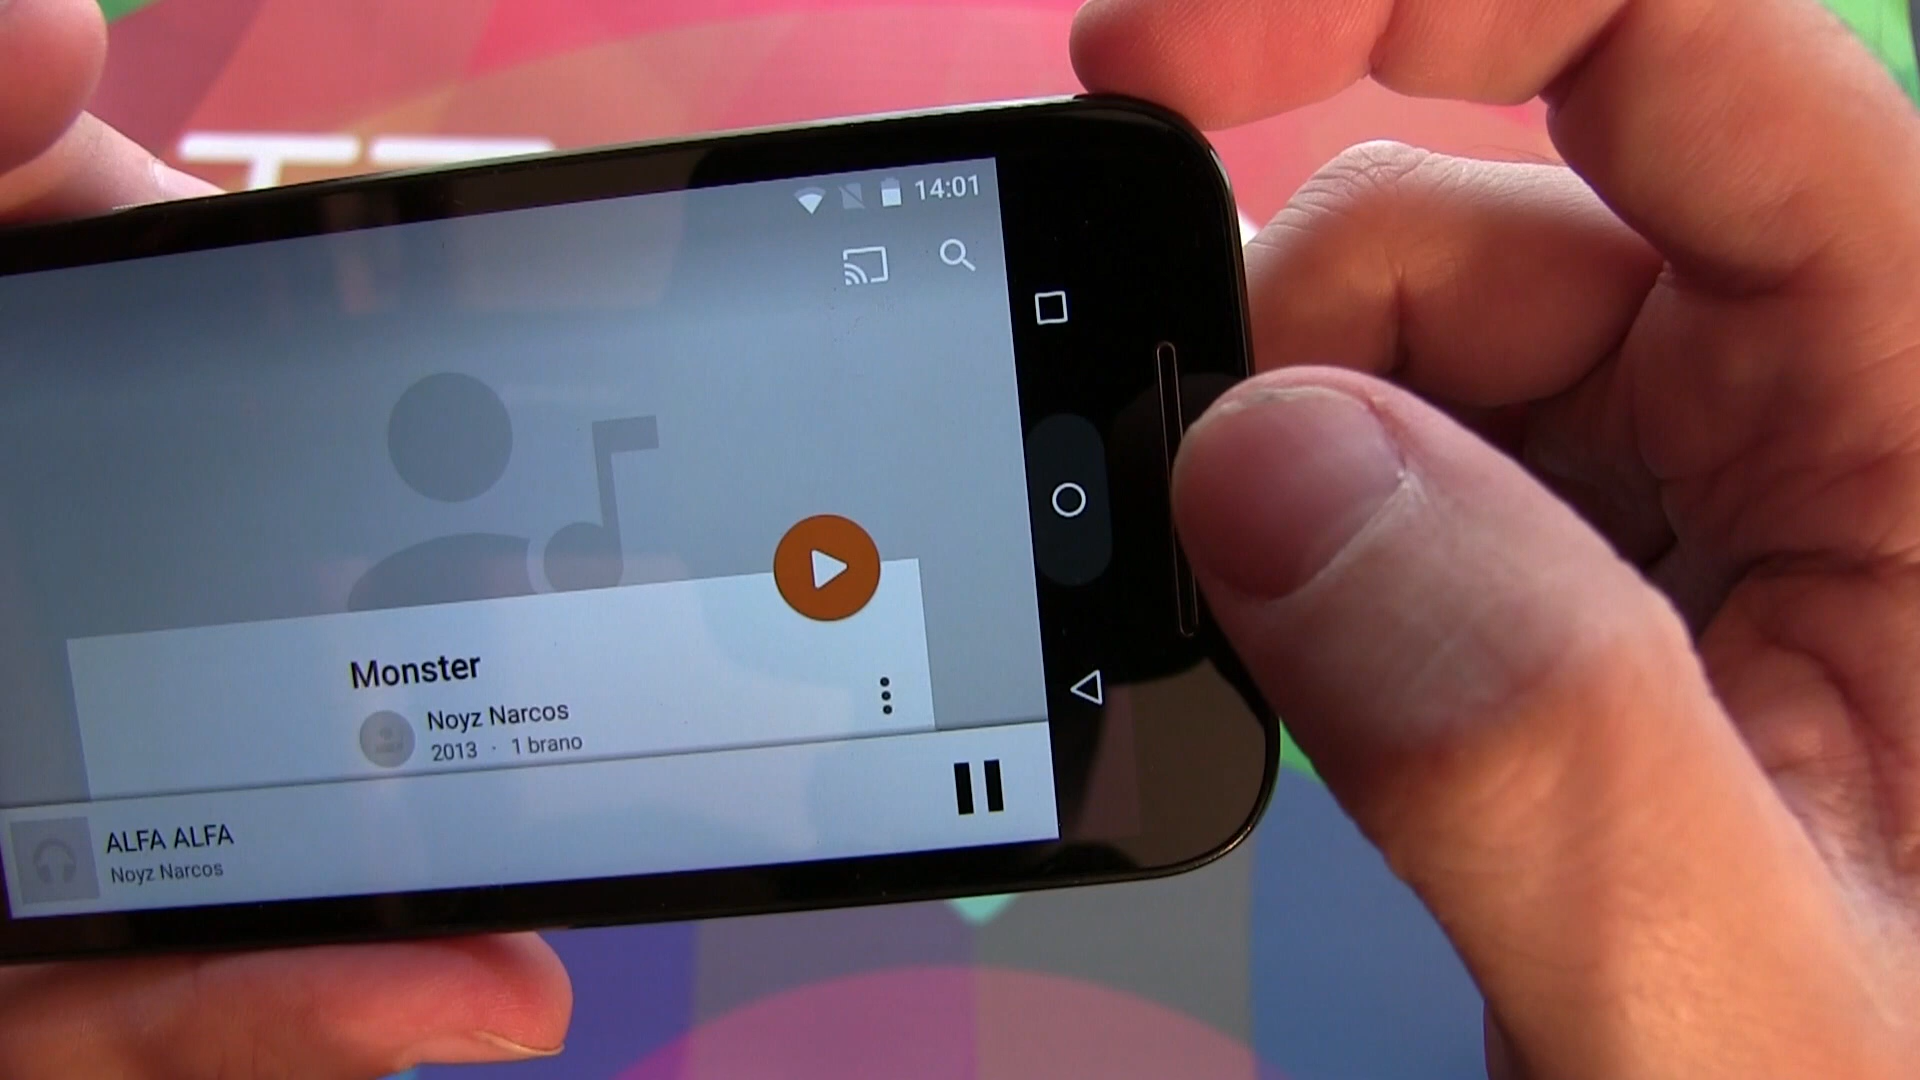 14:01
Monster
Noyz Narcos
2013 · 1 brano
ALFA ALFA
Noyz Narcos